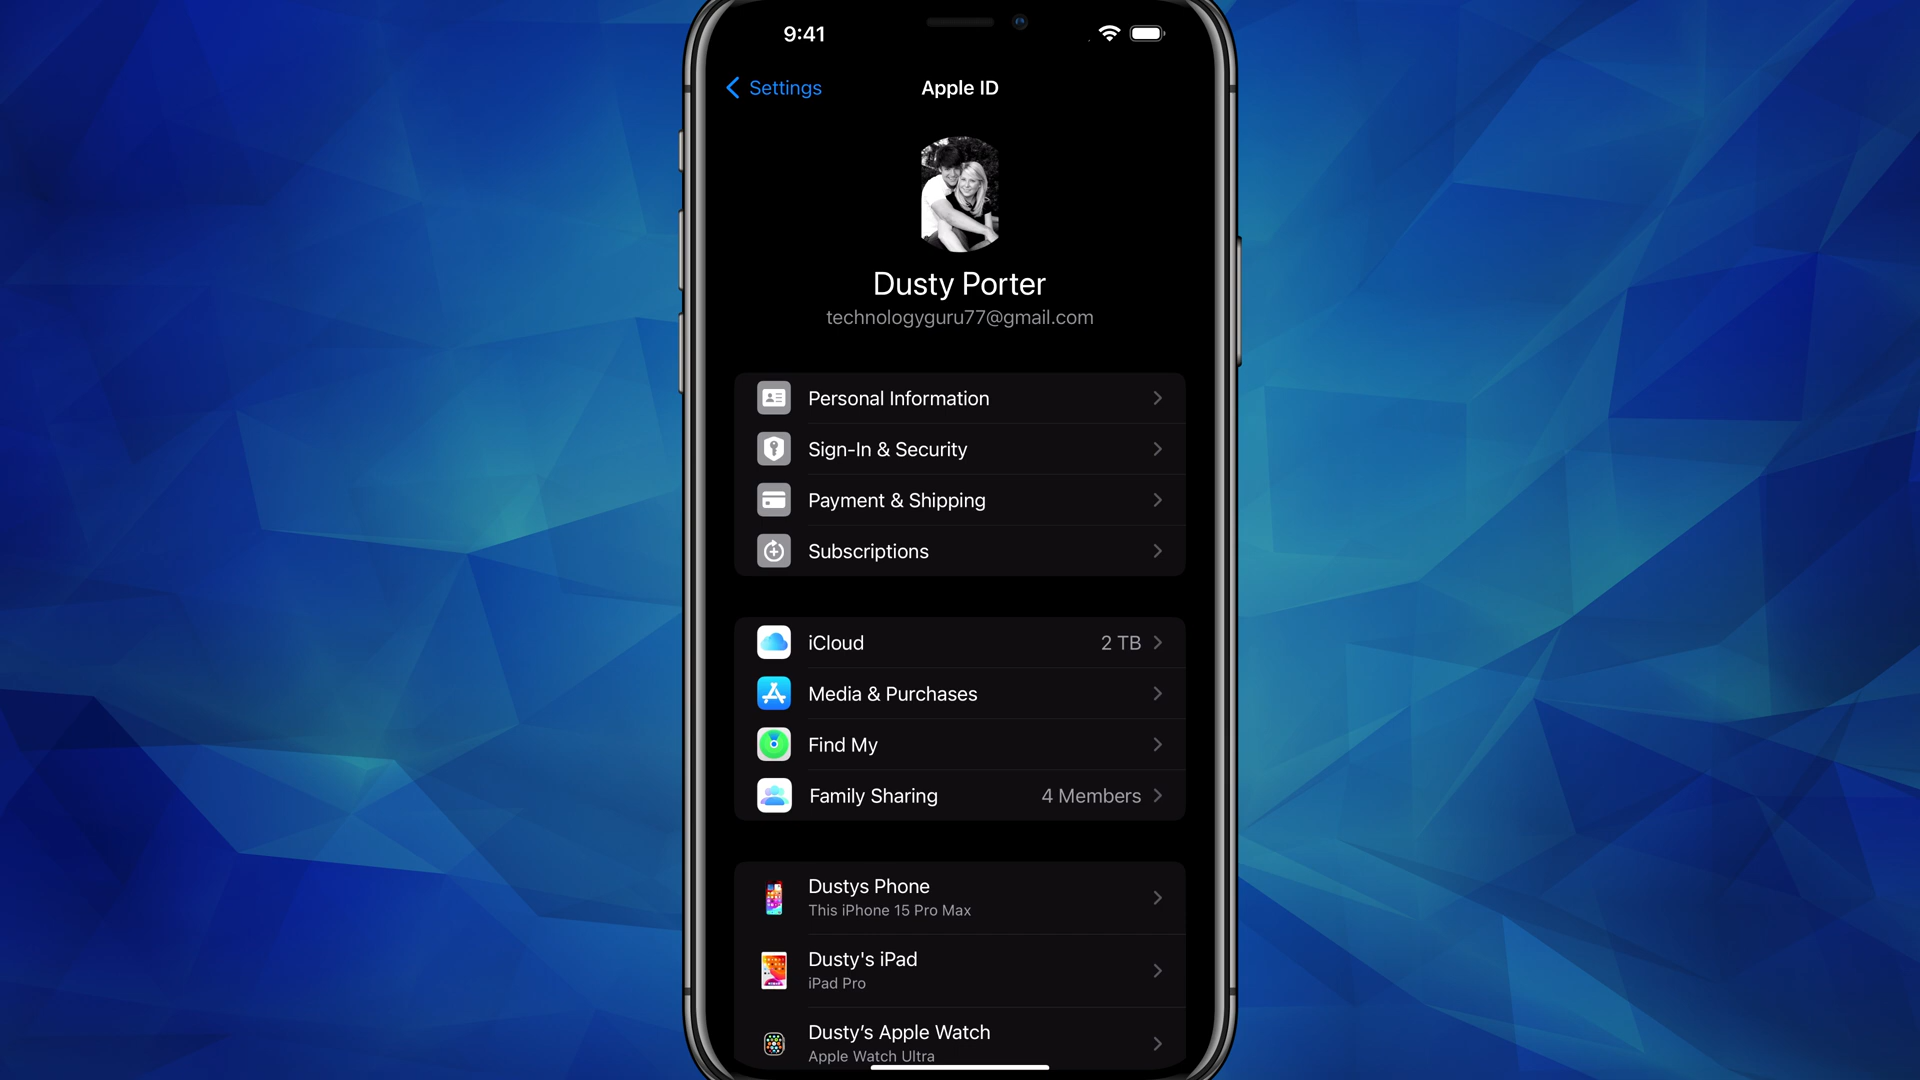 9:41
Settings
Apple ID
Dusty Porter
technologyguru77@gmail.com
Personal Information
Sign-In & Security
Payment & Shipping
Subscriptions
iCloud 2 TB
Media & Purchases
Find My
Family Sharing 4 Members
Dustys Phone
This iPhone 15 Pro Max
Dusty's iPad
iPad Pro
Dusty’s Apple Watch
Apple Watch Ultra